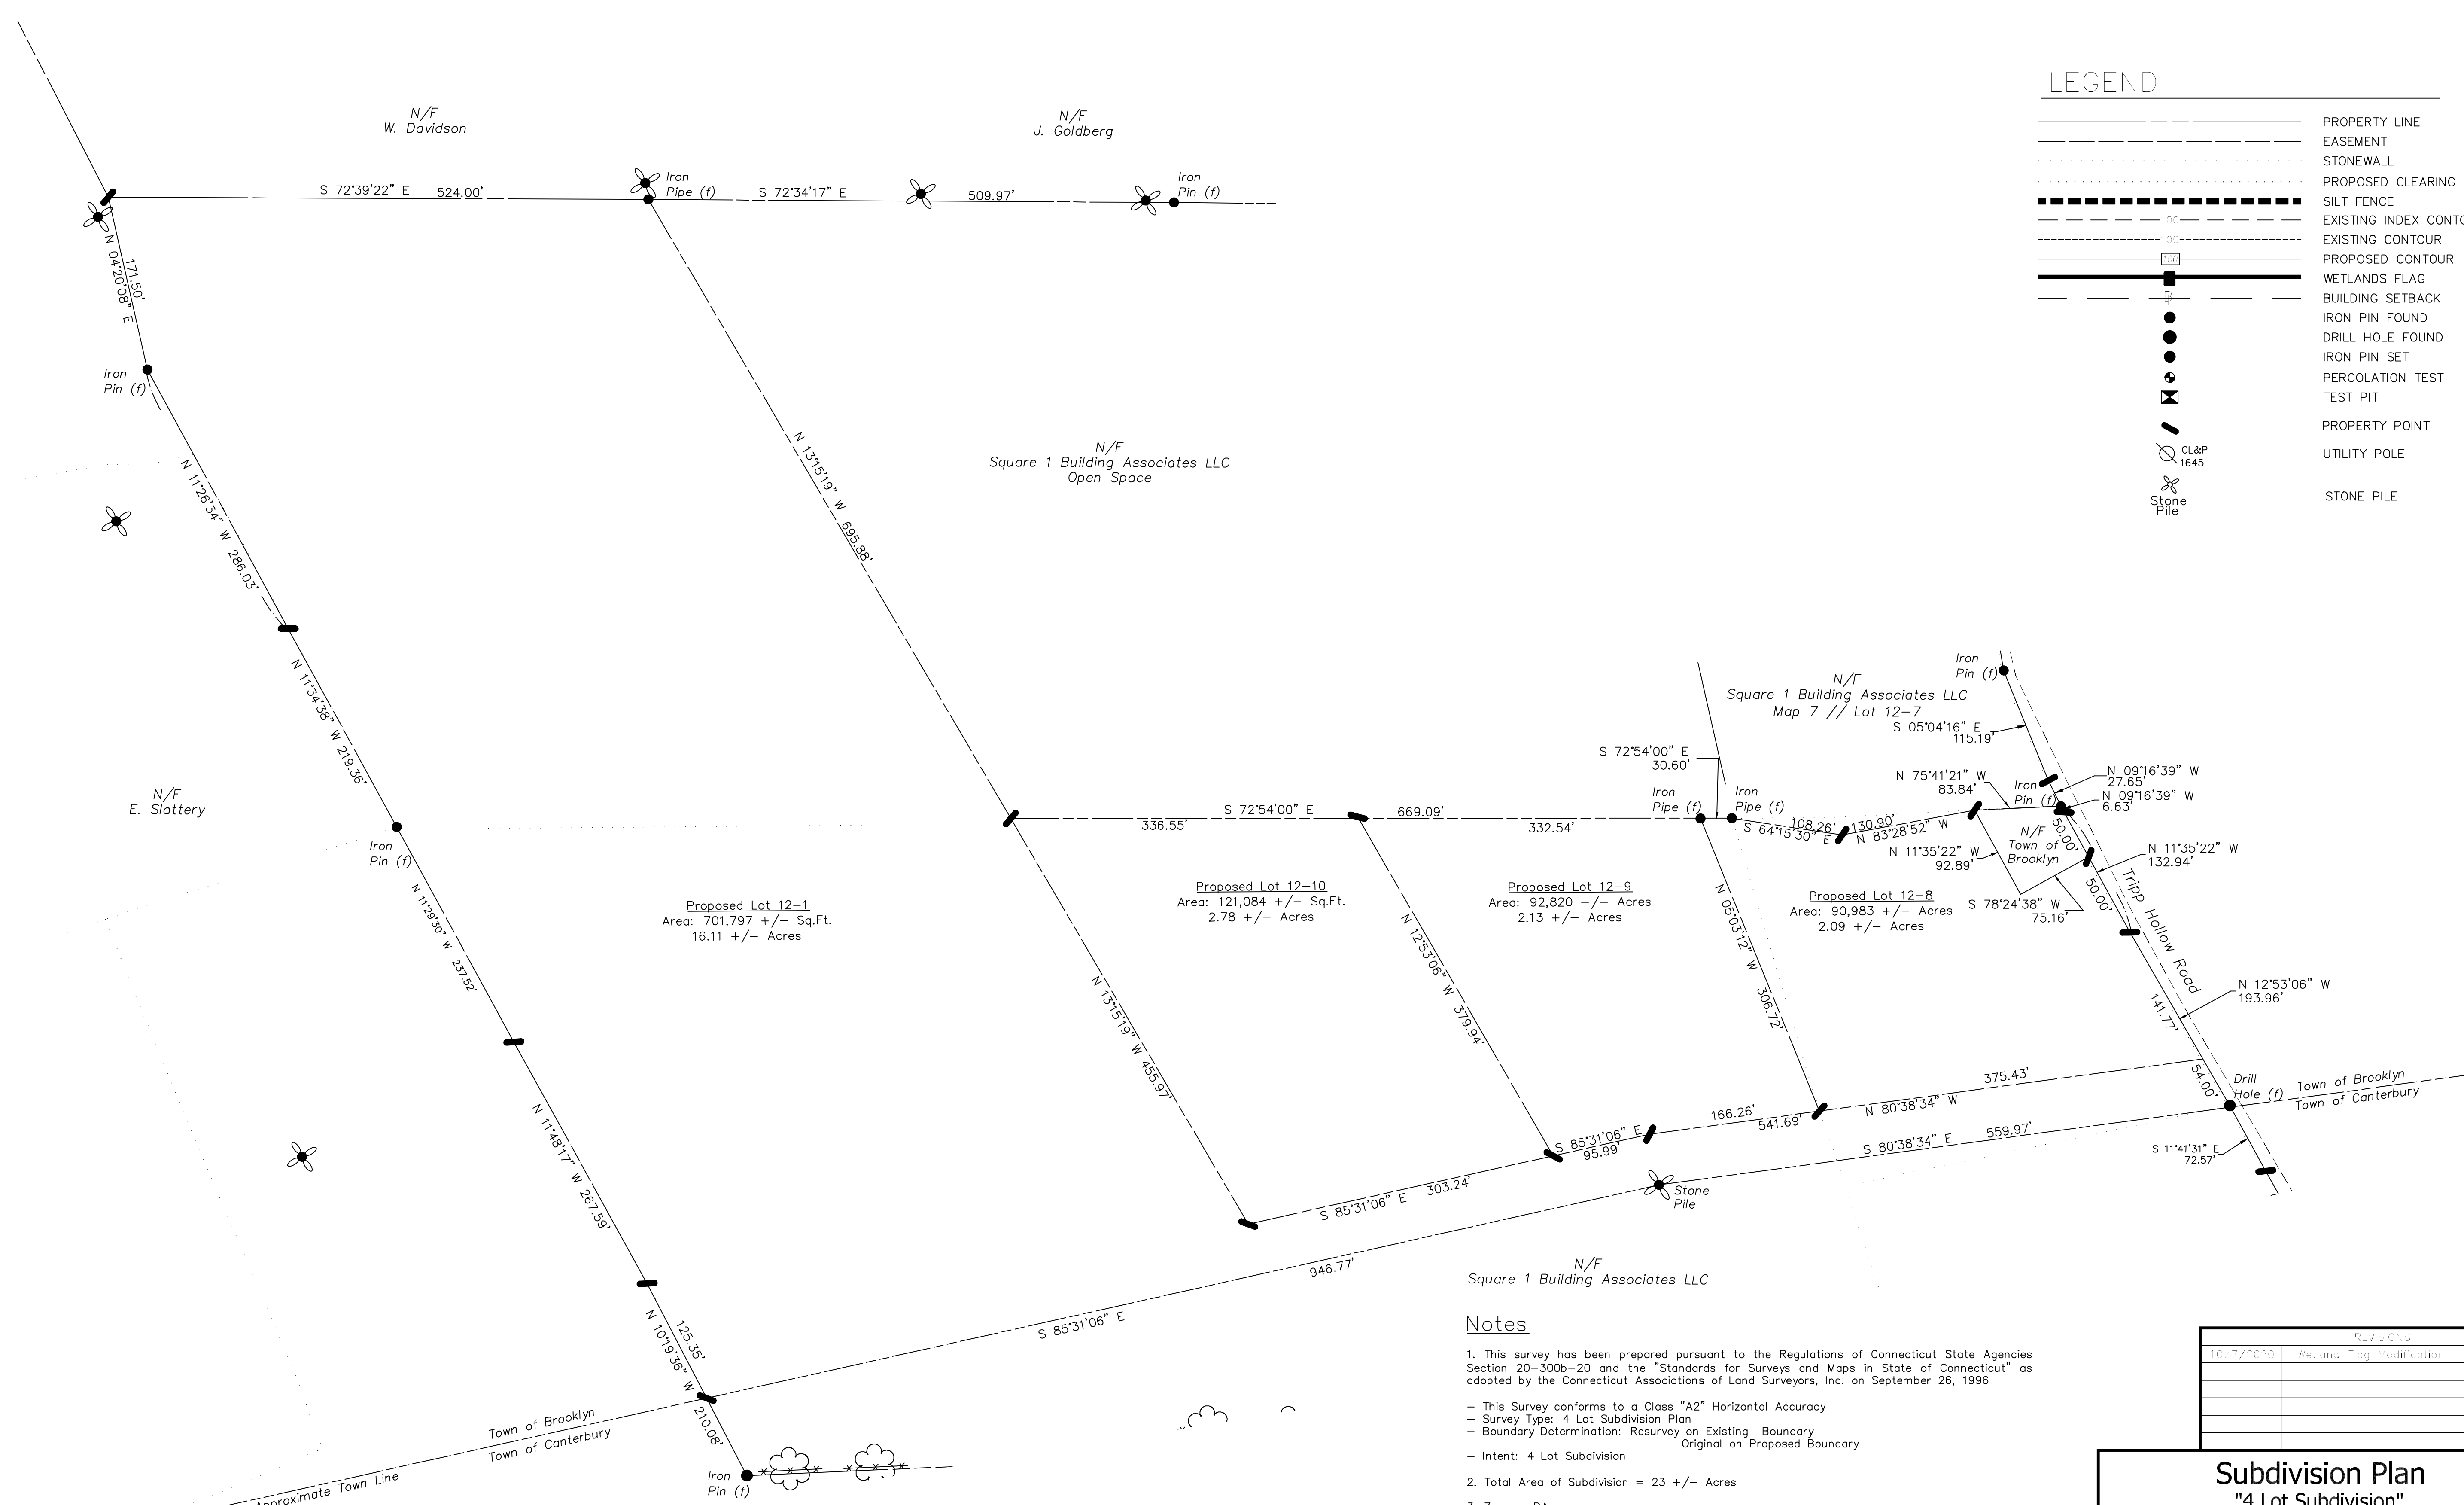 N/F
W. Davidson
N/F
J. Goldberg
S 72°39'22" E 524.00'
Iron
Pipe (f)
S 72°34'17" E 509.97'
Iron
Pin (f)
N 04°20'08" E
171.50'
Iron
Pin (f)
N 11°26'34" W 286.03'
N 13°15'19" W 695.88'
N/F
Square 1 Building Associates LLC
Open Space
N 11°34'38" W 219.36'
N/F
E. Slattery
Iron
Pin (f)
N 11°29'30" W 237.52'
Proposed Lot 12-1
Area: 701,797 +/- Sq.Ft.
16.11 +/- Acres
N 11°48'17" W 267.59'
N 10°19'36" W
125.35'
210.08'
Iron
Pin (f)
Town of Brooklyn
Town of Canterbury
Approximate Town Line
S 72°54'00" E
336.55'
669.09'
332.54'
N 13°15'19" W 455.97'
Proposed Lot 12-10
Area: 121,084 +/- Sq.Ft.
2.78 +/- Acres
N 12°53'06" W 379.94'
Proposed Lot 12-9
Area: 92,820 +/- Acres
2.13 +/- Acres
S 72°54'00" E
30.60'
Iron
Pipe (f)
Iron
Pipe (f)
N 05°03'12" W 306.72'
Proposed Lot 12-8
Area: 90,983 +/- Acres
2.09 +/- Acres
N/F
Square 1 Building Associates LLC
Map 7 // Lot 12-7
Iron
Pin (f)
S 05°04'16" E
115.19'
N 75°41'21" W
83.84'
Iron
Pin (f)
N 09°16'39" W
27.65'
N 09°16'39" W
6.63'
108.26'
S 64°15'30" E
130.90'
N 83°28'52" W
N 11°35'22" W
92.89'
N/F
Town of
Brooklyn
50.00'
N 11°35'22" W
132.94'
S 78°24'38" W
75.16'
50.00'
Tripp Hollow Road
N 12°53'06" W
193.96'
141.77'
54.00'
Drill
Hole (f)
Town of Brooklyn
Town of Canterbury
S 11°41'31" E
72.57'
375.43'
N 80°38'34" W
166.26'
541.69'
S 80°38'34" E 559.97'
S 85°31'06" E
95.99'
S 85°31'06" E 303.24'
Stone
Pile
946.77'
S 85°31'06" E
N/F
Square 1 Building Associates LLC
LEGEND
PROPERTY LINE
EASEMENT
STONEWALL
PROPOSED CLEARING
SILT FENCE
100
EXISTING INDEX CONTO
100
EXISTING CONTOUR
100
PROPOSED CONTOUR
WETLANDS FLAG
BUILDING SETBACK
IRON PIN FOUND
DRILL HOLE FOUND
IRON PIN SET
PERCOLATION TEST
TEST PIT
PROPERTY POINT
CL&P
1645
UTILITY POLE
Stone
Pile
STONE PILE
Notes
1. This survey has been prepared pursuant to the Regulations of Connecticut State Agencies
Section 20-300b-20 and the "Standards for Surveys and Maps in State of Connecticut" as
adopted by the Connecticut Associations of Land Surveyors, Inc. on September 26, 1996
- This Survey conforms to a Class "A2" Horizontal Accuracy
- Survey Type: 4 Lot Subdivision Plan
- Boundary Determination: Resurvey on Existing Boundary
Original on Proposed Boundary
- Intent: 4 Lot Subdivision
2. Total Area of Subdivision = 23 +/- Acres
REVISIONS
10/7/2020 Wetland Flag Modification
Subdivision Plan
"4 Lot Subdivision"